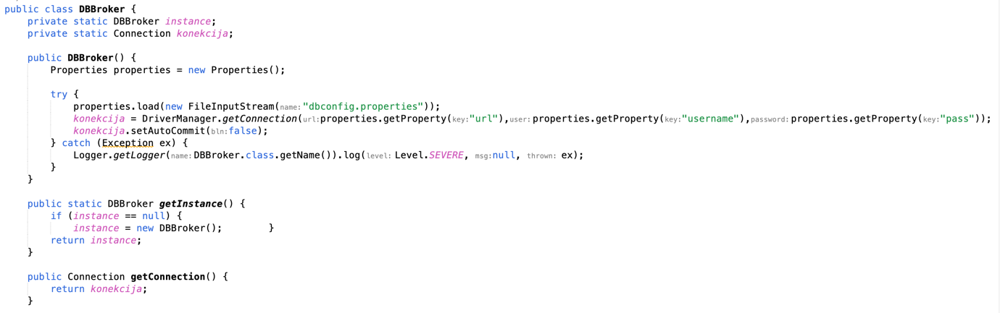 public class DBBroker {
    private static DBBroker instance;
    private static Connection konekcija;

    public DBBroker() {
        Properties properties = new Properties();

        try {
            properties.load(new FileInputStream(name:"dbconfig.properties"));
            konekcija = DriverManager.getConnection(url:properties.getProperty(key:"url"),user:properties.getProperty(key:"username"),password:properties.getProperty(key:"pass"));
            konekcija.setAutoCommit(bln:false);
        } catch (Exception ex) {
            Logger.getLogger(name:DBBroker.class.getName()).log(level: Level.SEVERE, msg:null, thrown: ex);
        }
    }

    public static DBBroker getInstance() {
        if (instance == null) {
            instance = new DBBroker();        }
        return instance;
    }

    public Connection getConnection() {
        return konekcija;
    }